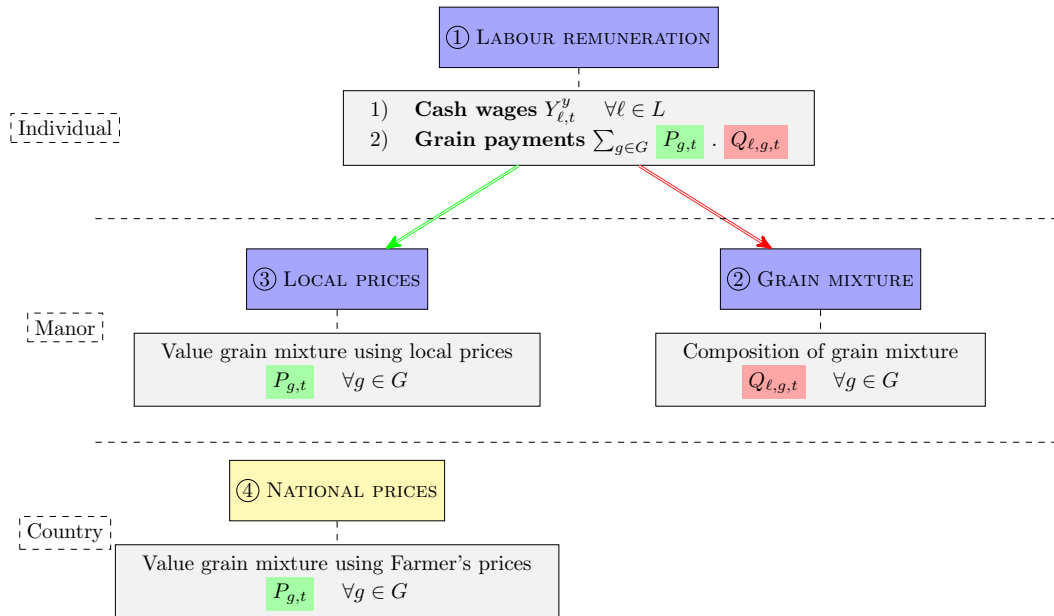 ① LABOUR REMUNERATION
Individual
1) Cash wages $Y_{\ell,t}^{y}$ $\forall \ell \in L$
2) Grain payments $\sum_{g \in G}$ $P_{g,t}$ . $Q_{\ell,g,t}$
③ LOCAL PRICES
② GRAIN MIXTURE
Manor
Value grain mixture using local prices
$P_{g,t}$ $\forall g \in G$
Composition of grain mixture
$Q_{\ell,g,t}$ $\forall g \in G$
④ NATIONAL PRICES
Country
Value grain mixture using Farmer's prices
$P_{g,t}$ $\forall g \in G$